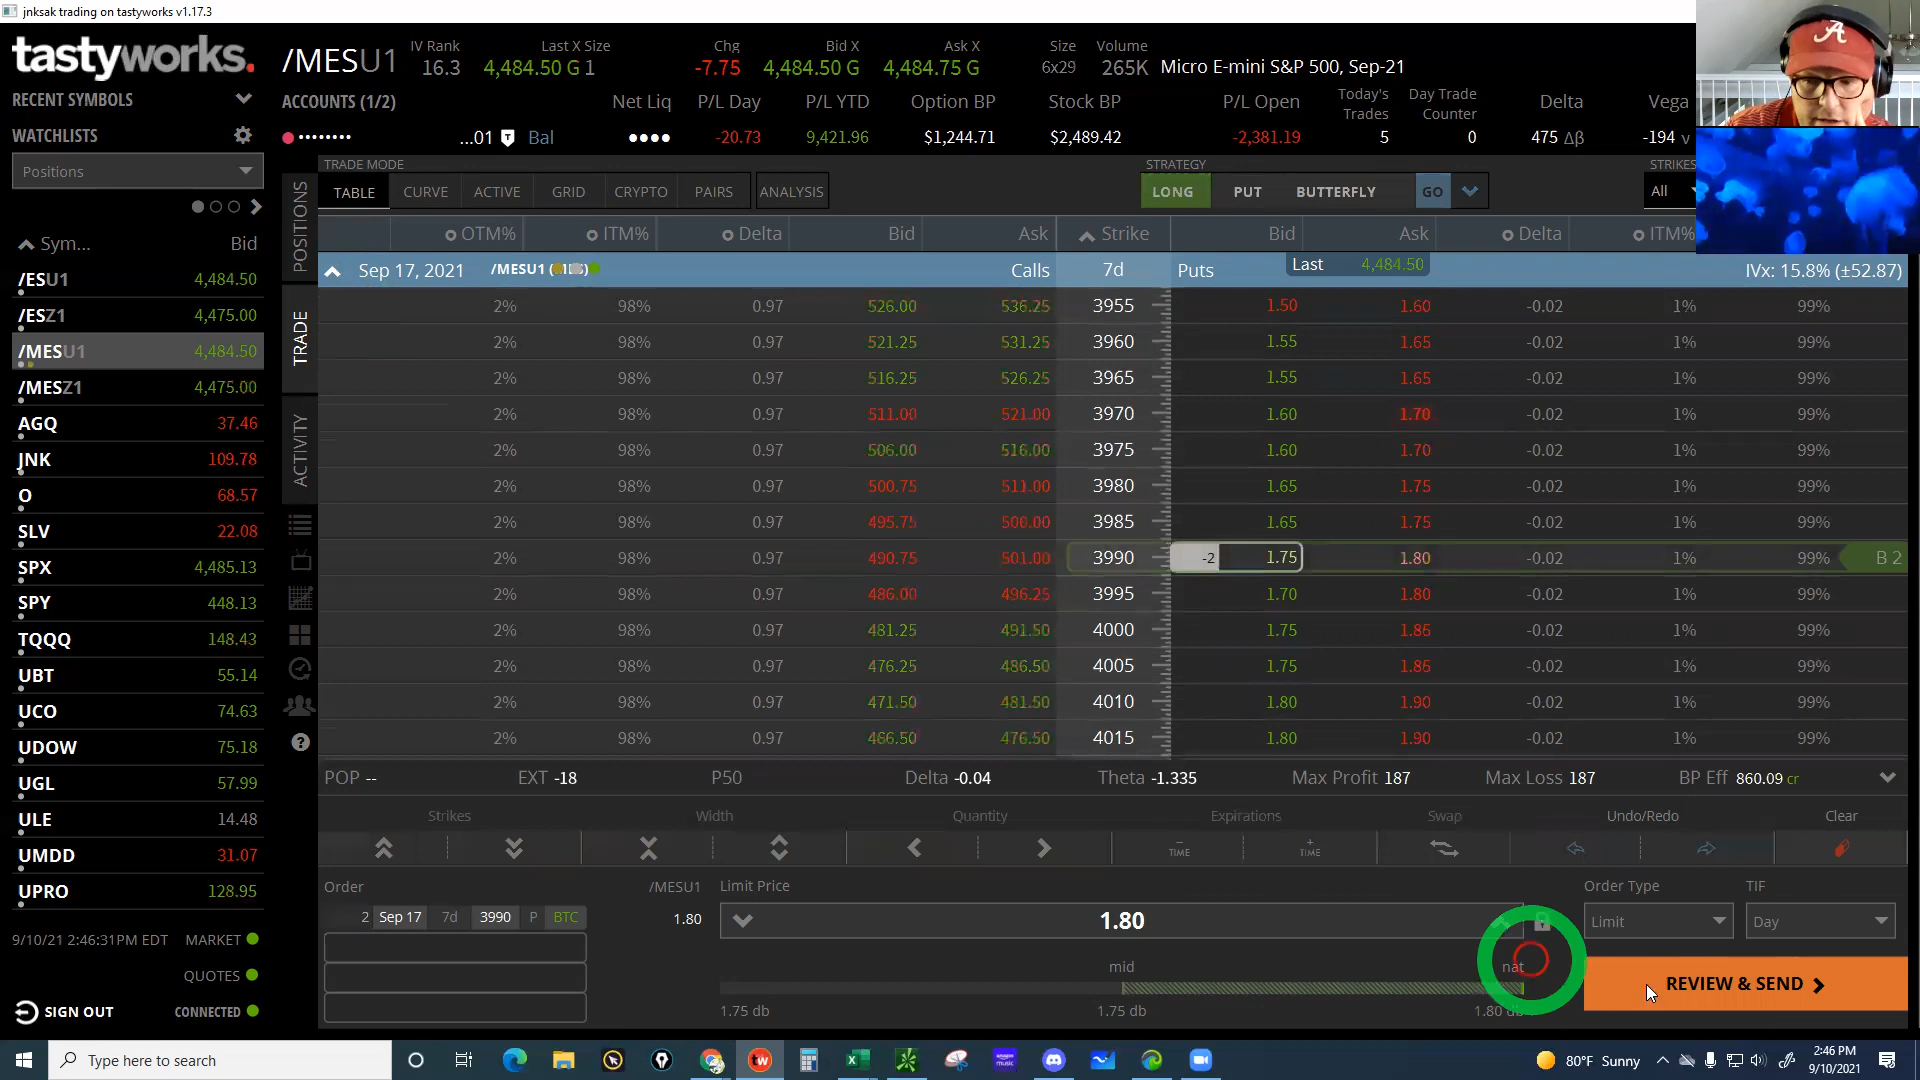 jnksak trading on tastyworks v1.17.3
tastyworks.
/MESU1
IV Rank Last X Size Chg Bid X Ask X Size Volume
16.3 4,484.50 G 1 -7.75 4,484.50 G 4,484.75 G 6x29 265K Micro E-mini S&P 500, Sep-21
RECENT SYMBOLS
ACCOUNTS (1/2) Net Liq P/L Day P/L YTD Option BP Stock BP P/L Open Today's Trades Day Trade Counter Delta Vega
WATCHLISTS
...01 Bal -20.73 9,421.96 $1,244.71 $2,489.42 -2,381.19 5 0 475 Δβ -194 v
Positions
TRADE MODE STRATEGY STRIKES
TABLE CURVE ACTIVE GRID CRYPTO PAIRS ANALYSIS LONG PUT BUTTERFLY GO All
POSITIONS
TRADE
ACTIVITY
Sym... Bid
/ESU1 4,484.50
/ESZ1 4,475.00
/MESU1 4,484.50
/MESZ1 4,475.00
AGQ 37.46
JNK 109.78
O 68.57
SLV 22.08
SPX 4,485.13
SPY 448.13
TQQQ 148.43
UBT 55.14
UCO 74.63
UDOW 75.18
UGL 57.99
ULE 14.48
UMDD 31.07
UPRO 128.95
9/10/21 2:46:31PM EDT MARKET
QUOTES
SIGN OUT CONNECTED
OTM% ITM% Delta Bid Ask Strike Bid Ask Delta ITM%
Sep 17, 2021 /MESU1 Calls 7d Puts Last 4,484.50 IVx: 15.8% (±52.87)
2% 98% 0.97 526.00 536.25 3955 1.50 1.60 -0.02 1% 99%
2% 98% 0.97 521.25 531.25 3960 1.55 1.65 -0.02 1% 99%
2% 98% 0.97 516.25 526.25 3965 1.55 1.65 -0.02 1% 99%
2% 98% 0.97 511.00 521.00 3970 1.60 1.70 -0.02 1% 99%
2% 98% 0.97 506.00 516.00 3975 1.60 1.70 -0.02 1% 99%
2% 98% 0.97 500.75 511.00 3980 1.65 1.75 -0.02 1% 99%
2% 98% 0.97 495.75 3985 1.65 1.75 -0.02 1% 99%
2% 98% 0.97 490.75 501.00 3990 -2 1.75 1.80 -0.02 1% 99% B 2
2% 98% 0.97 486.00 496.25 3995 1.70 1.80 -0.02 1% 99%
2% 98% 0.97 481.25 491.50 4000 1.75 1.85 -0.02 1% 99%
2% 98% 0.97 476.25 486.50 4005 1.75 1.85 -0.02 1% 99%
2% 98% 0.97 471.50 481.50 4010 1.80 1.90 -0.02 1% 99%
2% 98% 0.97 466.50 476.50 4015 1.80 1.90 -0.02 1% 99%
POP -- EXT -18 P50 Delta -0.04 Theta -1.335 Max Profit 187 Max Loss 187 BP Eff 860.09 cr
Strikes Width Quantity Expirations Swap Undo/Redo Clear
TIME TIME
Order /MESU1 Limit Price Order Type TIF
2 Sep 17 7d 3990 P BTC 1.80 1.80 Limit Day
mid nat
REVIEW & SEND
1.75 db 1.75 db 1.80 db
Type here to search
80°F Sunny
2:46 PM
9/10/2021